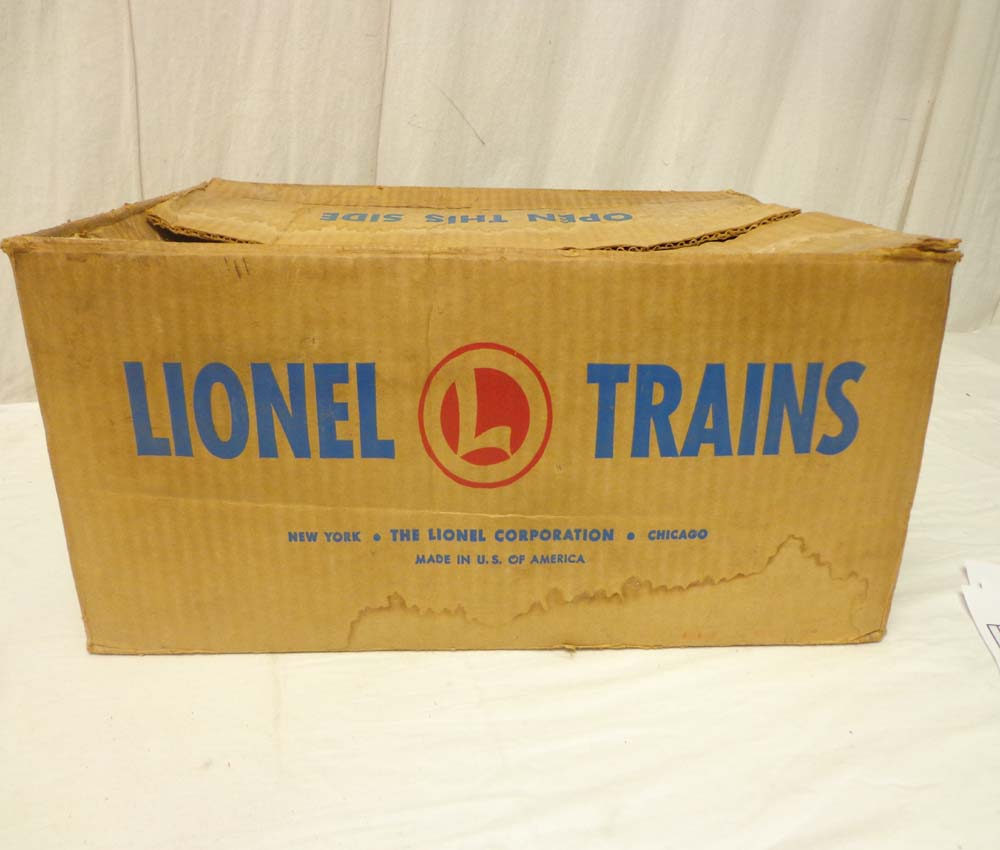 OPEN THIS SIDE
LIONEL L TRAINS
NEW YORK • THE LIONEL CORPORATION • CHICAGO
MADE IN U.S. OF AMERICA